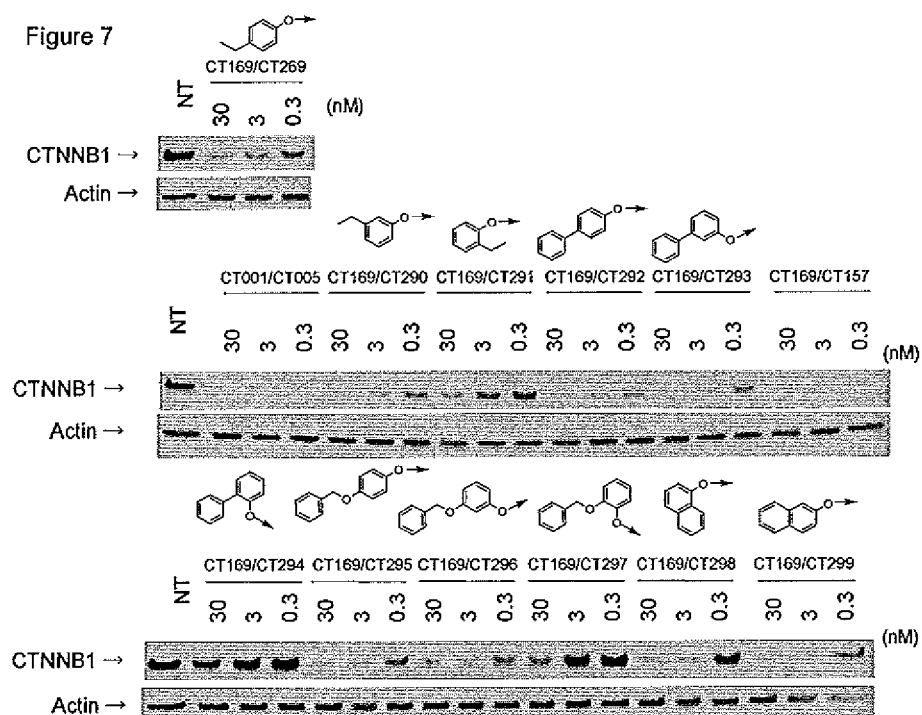 Figure 7
O
CT169/CT269
NT 30 3 0.3 (nM)
CTNNB1 →
Actin →
O O O O
CT001/CT005 CT169/CT290 CT169/CT291 CT169/CT292 CT169/CT293 CT169/CT157
NT 30 3 0.3 30 3 0.3 30 3 0.3 30 3 0.3 30 3 0.3 30 3 0.3 (nM)
CTNNB1 →
Actin →
O O O O O O O O O
CT169/CT294 CT169/CT295 CT169/CT296 CT169/CT297 CT169/CT298 CT169/CT299
NT 30 3 0.3 30 3 0.3 30 3 0.3 30 3 0.3 30 3 0.3 30 3 0.3 (nM)
CTNNB1 →
Actin →